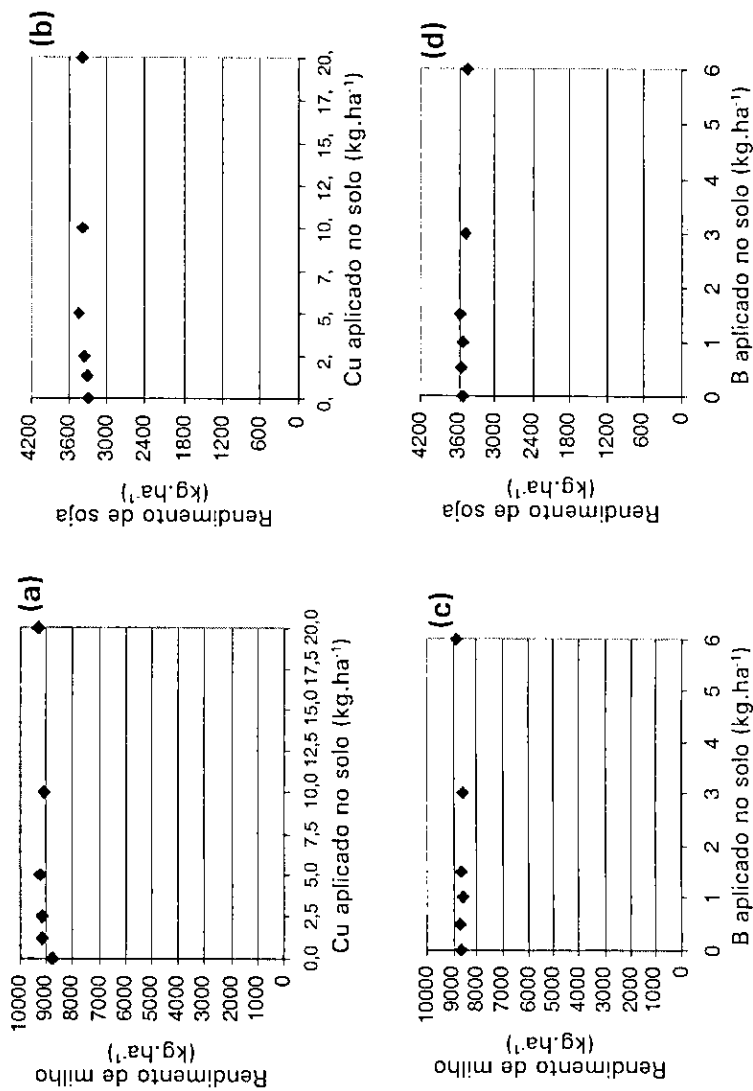 (a)
Rendimento de milho
(kg.ha⁻¹)
10000
9000
8000
7000
6000
5000
4000
3000
2000
1000
0
0,0 2,5 5,0 7,5 10,0 12,5 15,0 17,5 20,0
Cu aplicado no solo (kg.ha⁻¹)
(b)
Rendimento de soja
(kg.ha⁻¹)
4200
3600
3000
2400
1800
1200
600
0
0, 2, 5, 7, 10, 12, 15, 17, 20,
Cu aplicado no solo (kg.ha⁻¹)
(c)
Rendimento de milho
(kg.ha⁻¹)
10000
9000
8000
7000
6000
5000
4000
3000
2000
1000
0
0 1 2 3 4 5 6
B aplicado no solo (kg.ha⁻¹)
(d)
Rendimento de soja
(kg.ha⁻¹)
4200
3600
3000
2400
1800
1200
600
0
0 1 2 3 4 5 6
B aplicado no solo (kg.ha⁻¹)